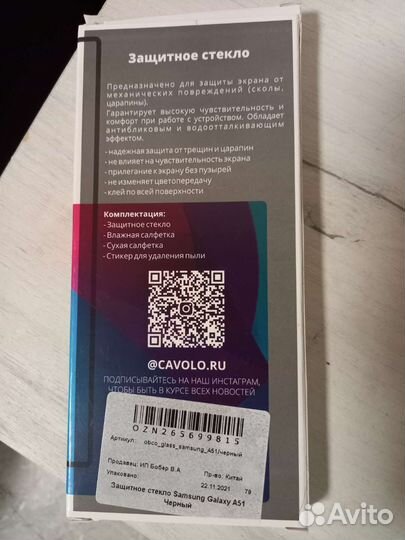 Защитное стекло
Предназначено для защиты экрана от
механических повреждений (сколы,
царапины).
Гарантирует высокую чувствительность и
комфорт при работе с устройством. Обладает
антибликовым и водоотталкивающим
эффектом.
- надежная защита от трещин и царапин
- не влияет на чувствительность экрана
- прилегание к экрану без пузырей
- не изменяет цветопередачу
- клей по всей поверхности
Комплектация:
- Защитное стекло
- Влажная салфетка
- Сухая салфетка
- Стикер для удаления пыли
@CAVOLO.RU
ПОДПИСЫВАЙТЕСЬ НА НАШ ИНСТАГРАМ,
ЧТОБЫ БЫТЬ В КУРСЕ ВСЕХ НОВОСТЕЙ
OZN265699815
Артикул: obco_glass_samsung_A51/черный
Продавец: ИП Бобер В.А. Пр-во: Китай
Упаковано: 22.11.2021 79
Защитное стекло Samsung Galaxy A51
Черный
Avito